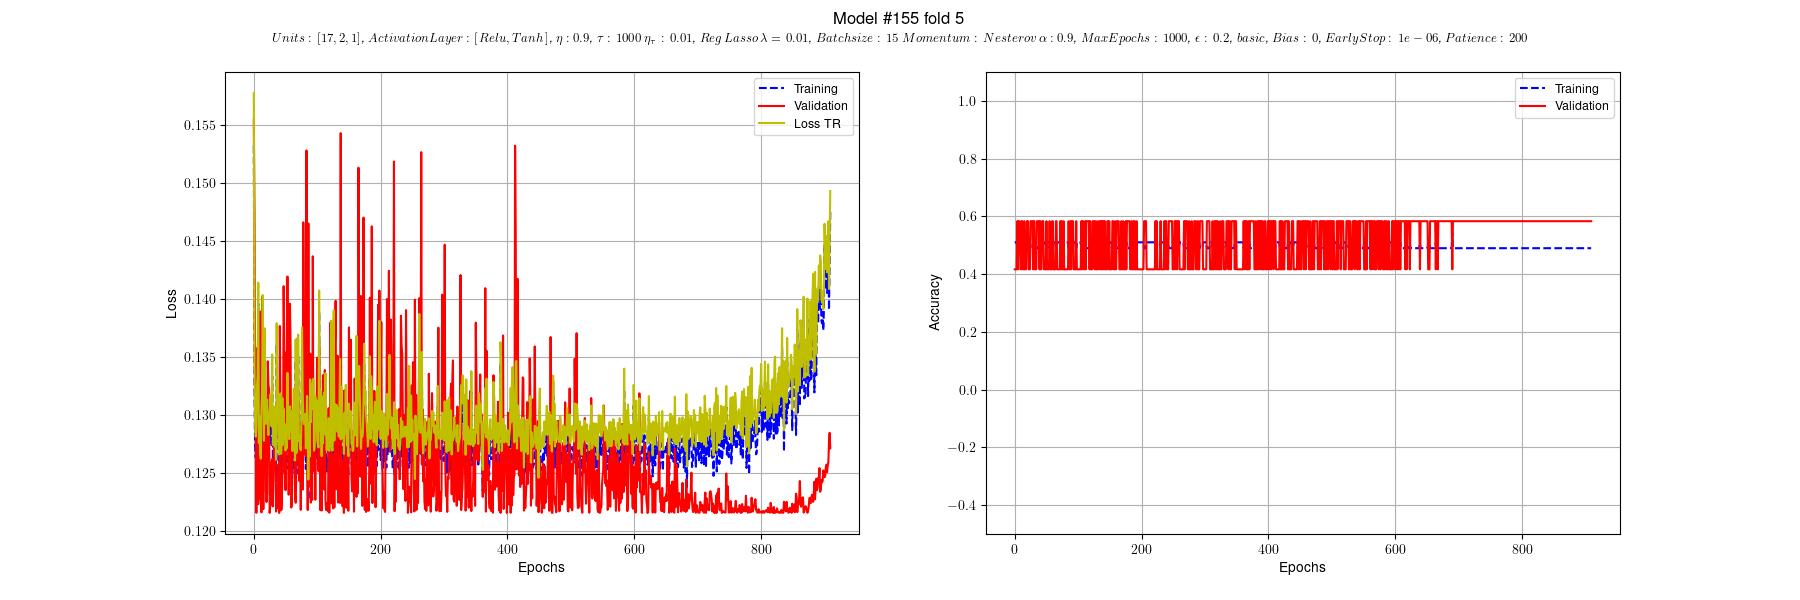 Model #155 fold 5
Units : [17, 2, 1], ActivationLayer : [Relu, Tanh], η : 0.9, τ : 1000 ητ : 0.01, Reg Lasso λ = 0.01, Batchsize : 15 Momentum : Nesterov α : 0.9, MaxEpochs : 1000, ϵ : 0.2, basic, Bias : 0, EarlyStop : 1e − 06, Patience : 200
Training
Validation
Loss TR
0.155
0.150
0.145
0.140
0.135
0.130
0.125
0.120
Loss
0 200 400 600 800
Epochs
Training
Validation
1.0
0.8
0.6
0.4
0.2
0.0
−0.2
−0.4
Accuracy
0 200 400 600 800
Epochs